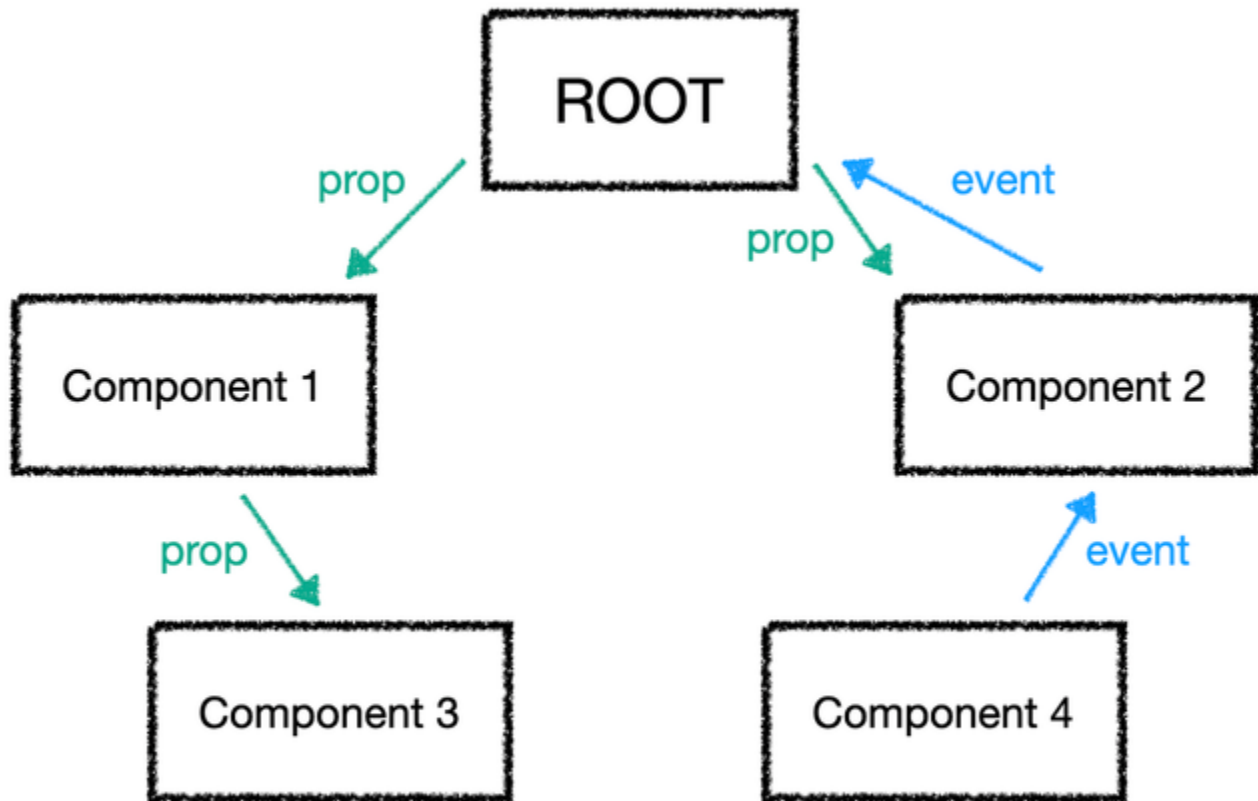 ROOT
prop
event
prop
Component 1
Component 2
prop
event
Component 3
Component 4